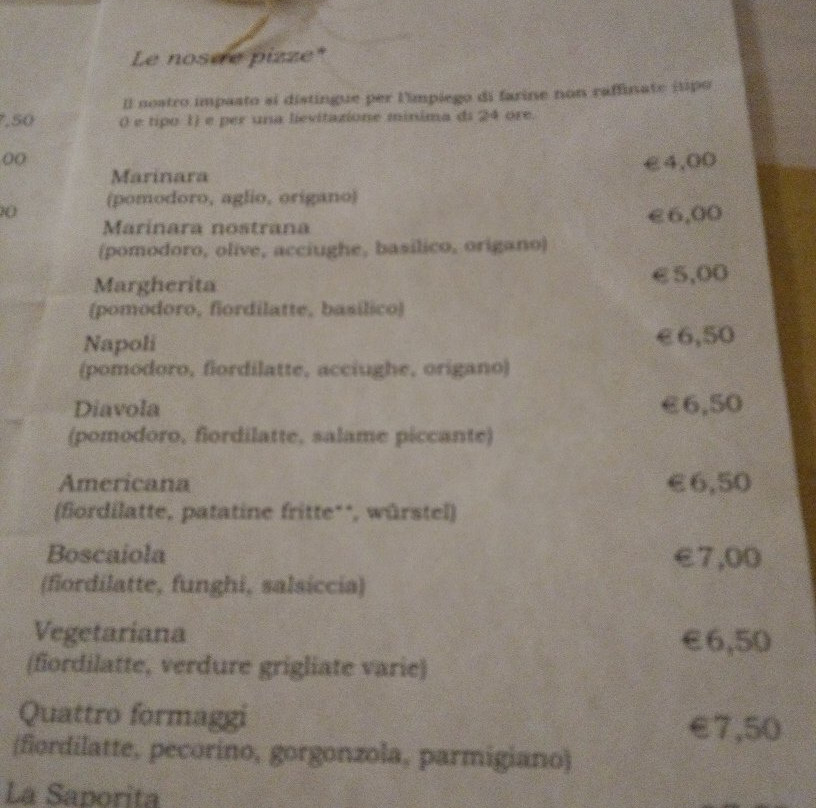 7,50
,00
00
Le nostre pizze*
Il nostro impasto si distingue per l'impiego di farine non raffinate (tipo
0 e tipo 1) e per una lievitazione minima di 24 ore.
Marinara €4,00
(pomodoro, aglio, origano)
Marinara nostrana €6,00
(pomodoro, olive, acciughe, basilico, origano)
Margherita €5,00
(pomodoro, fiordilatte, basilico)
Napoli €6,50
(pomodoro, fiordilatte, acciughe, origano)
Diavola €6,50
(pomodoro, fiordilatte, salame piccante)
Americana €6,50
(fiordilatte, patatine fritte**, würstel)
Boscaiola €7,00
(fiordilatte, funghi, salsiccia)
Vegetariana €6,50
(fiordilatte, verdure grigliate varie)
Quattro formaggi €7,50
(fiordilatte, pecorino, gorgonzola, parmigiano)
La Saporita